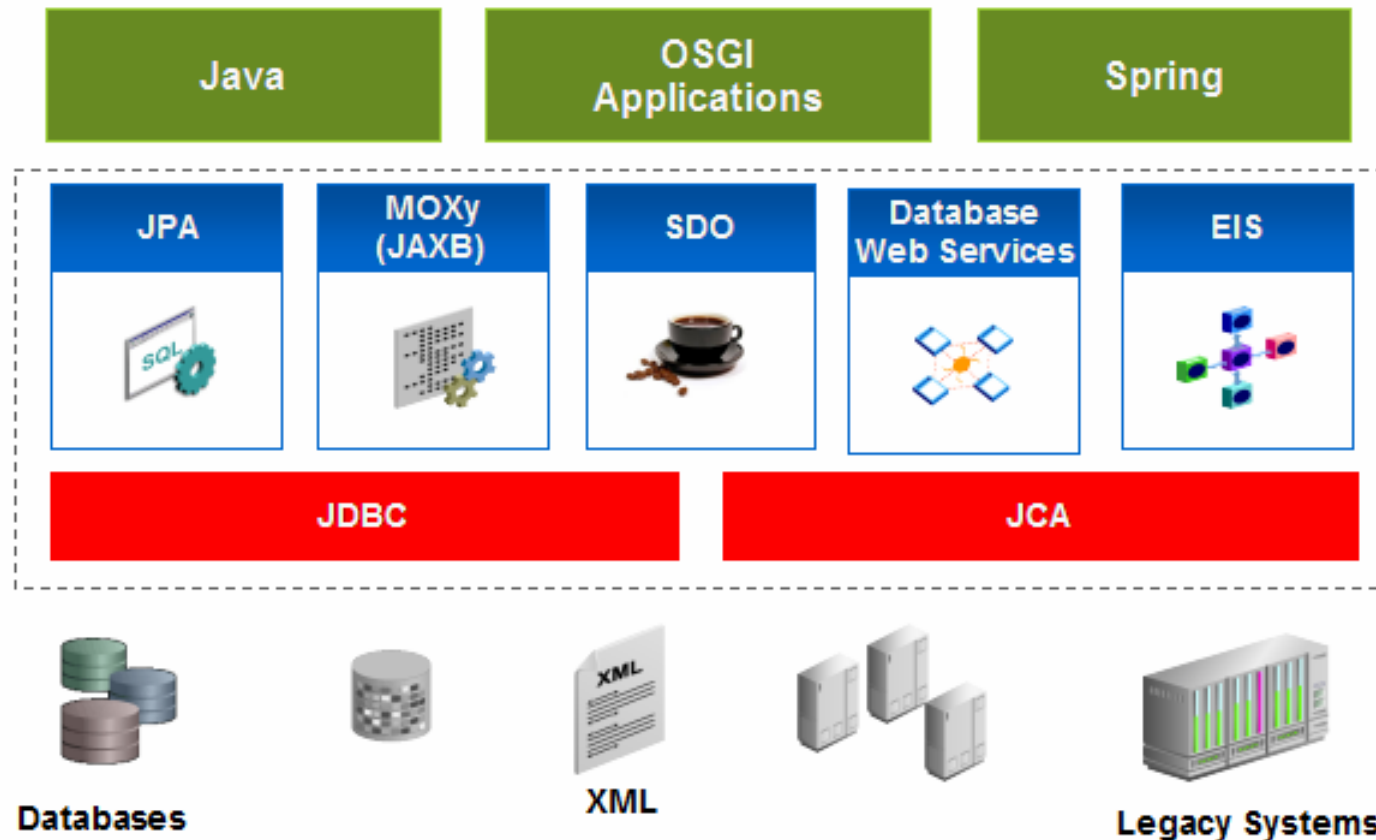 Java
OSGI
Applications
Spring
JPA
MOXy
(JAXB)
SDO
Database
Web Services
EIS
SQL
JDBC
JCA
XML
Databases
XML
Legacy Systems